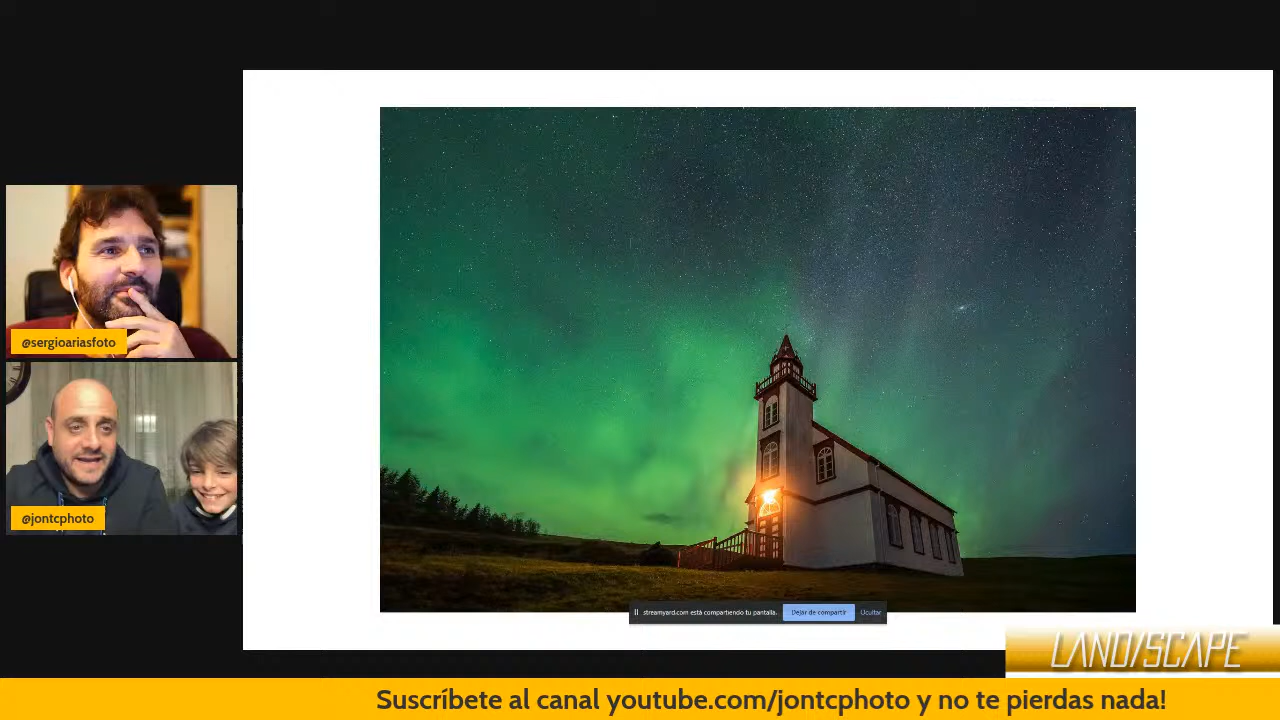 @sergioariasfoto
@jontcphoto
streamyard.com está compartiendo tu pantalla.
Dejar de compartir
Ocultar
LAND/SCAPE
Suscríbete al canal youtube.com/jontcphoto y no te pierdas nada!